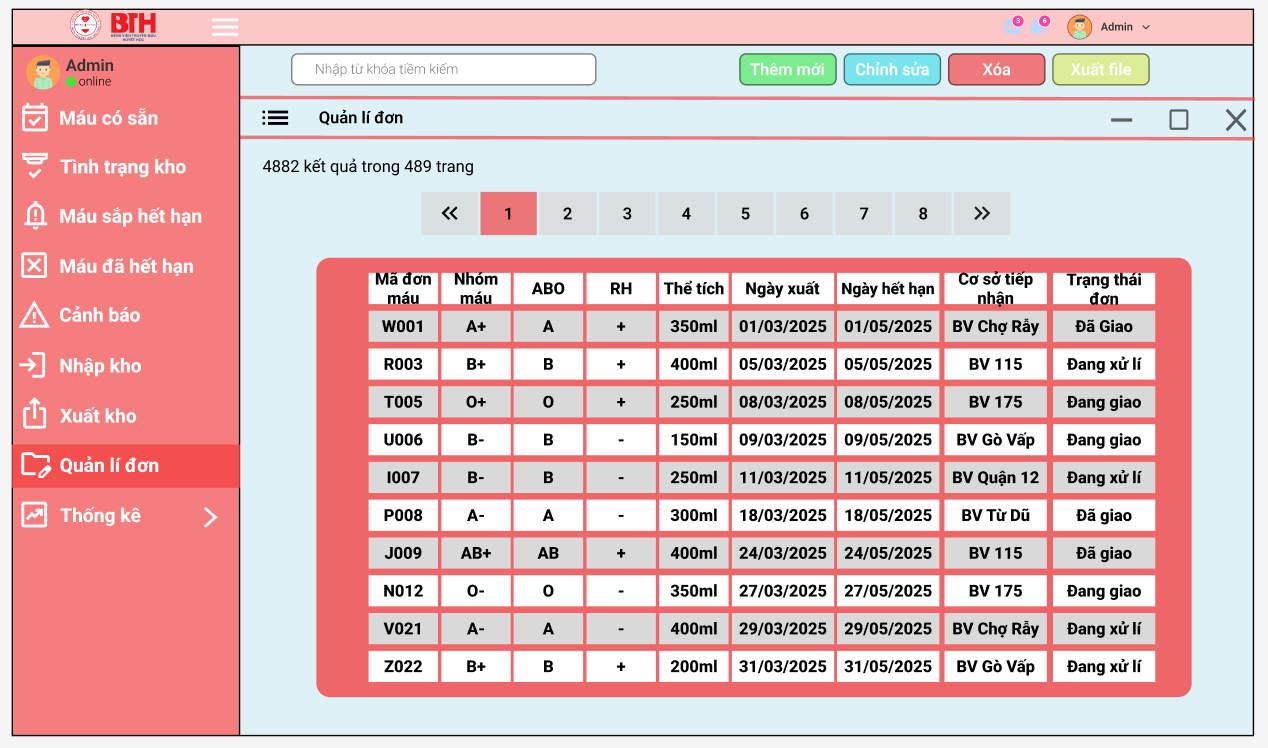 BTH
BỆNH VIỆN TRUYỀN MÁU
HUYẾT HỌC
3
6
Admin
Admin
online
Máu có sẵn
Tình trạng kho
Máu sắp hết hạn
Máu đã hết hạn
Cảnh báo
Nhập kho
Xuất kho
Quản lí đơn
Thống kê
Nhập từ khóa tiềm kiếm
Thêm mới
Chỉnh sửa
Xóa
Xuất file
Quản lí đơn
4882 kết quả trong 489 trang
« 1 2 3 4 5 6 7 8 »
Mã đơn máu Nhóm máu ABO RH Thể tích Ngày xuất Ngày hết hạn Cơ sở tiếp nhận Trạng thái đơn
W001 A+ A + 350ml 01/03/2025 01/05/2025 BV Chợ Rẫy Đã Giao
R003 B+ B + 400ml 05/03/2025 05/05/2025 BV 115 Đang xử lí
T005 O+ O + 250ml 08/03/2025 08/05/2025 BV 175 Đang giao
U006 B- B - 150ml 09/03/2025 09/05/2025 BV Gò Vấp Đang giao
I007 B- B - 250ml 11/03/2025 11/05/2025 BV Quận 12 Đang xử lí
P008 A- A - 300ml 18/03/2025 18/05/2025 BV Từ Dũ Đã giao
J009 AB+ AB + 400ml 24/03/2025 24/05/2025 BV 115 Đã giao
N012 O- O - 350ml 27/03/2025 27/05/2025 BV 175 Đang giao
V021 A- A - 400ml 29/03/2025 29/05/2025 BV Chợ Rẫy Đang xử lí
Z022 B+ B + 200ml 31/03/2025 31/05/2025 BV Gò Vấp Đang xử lí